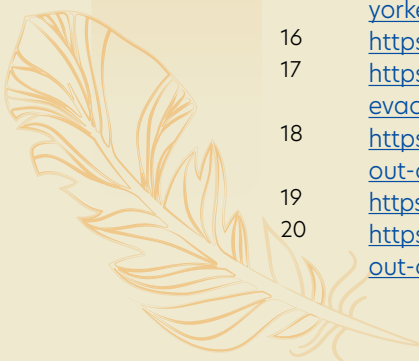 yorke
16 https
17 https
evac
18 https
out-
19 https
20 https
out-